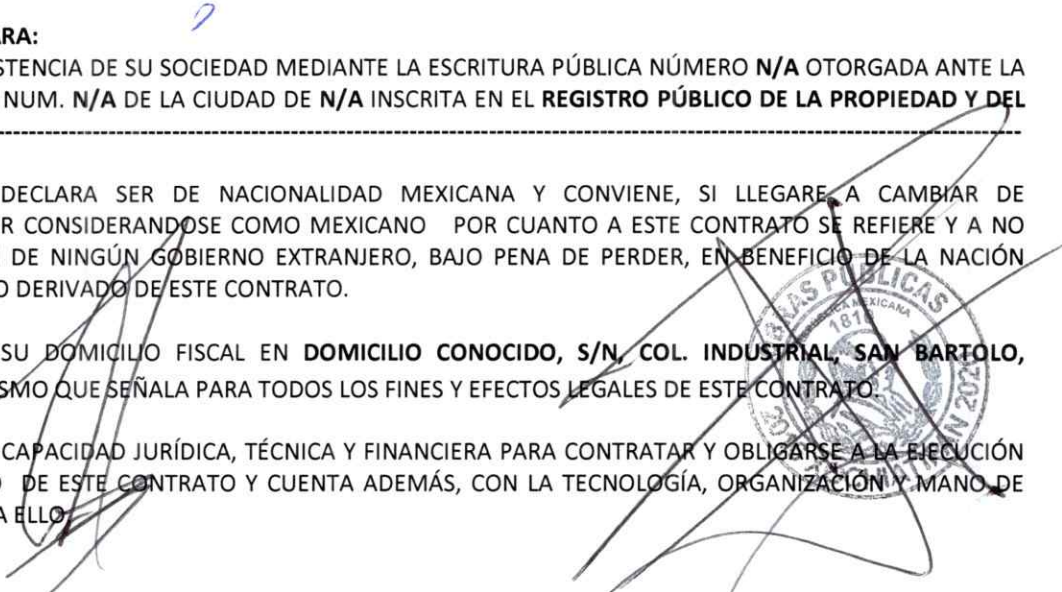 ARA:
STENCIA DE SU SOCIEDAD MEDIANTE LA ESCRITURA PÚBLICA NÚMERO N/A OTORGADA ANTE LA
NUM. N/A DE LA CIUDAD DE N/A INSCRITA EN EL REGISTRO PÚBLICO DE LA PROPIEDAD Y DEL
DECLARA SER DE NACIONALIDAD MEXICANA Y CONVIENE, SI LLEGARE A CAMBIAR DE
R CONSIDERANDOSE COMO MEXICANO POR CUANTO A ESTE CONTRATO SE REFIERE Y A NO
DE NINGÚN GOBIERNO EXTRANJERO, BAJO PENA DE PERDER, EN BENEFICIO DE LA NACIÓN
O DERIVADO DE ESTE CONTRATO.
SU DOMICILIO FISCAL EN DOMICILIO CONOCIDO, S/N, COL. INDUSTRIAL, SAN BARTOLO,
SMO QUE SEÑALA PARA TODOS LOS FINES Y EFECTOS LEGALES DE ESTE CONTRATO.
CAPACIDAD JURÍDICA, TÉCNICA Y FINANCIERA PARA CONTRATAR Y OBLIGARSE A LA EJECUCIÓN
DE ESTE CONTRATO Y CUENTA ADEMÁS, CON LA TECNOLOGÍA, ORGANIZACIÓN Y MANO DE
A ELLO.
PÚBLICAS
MEXICANA